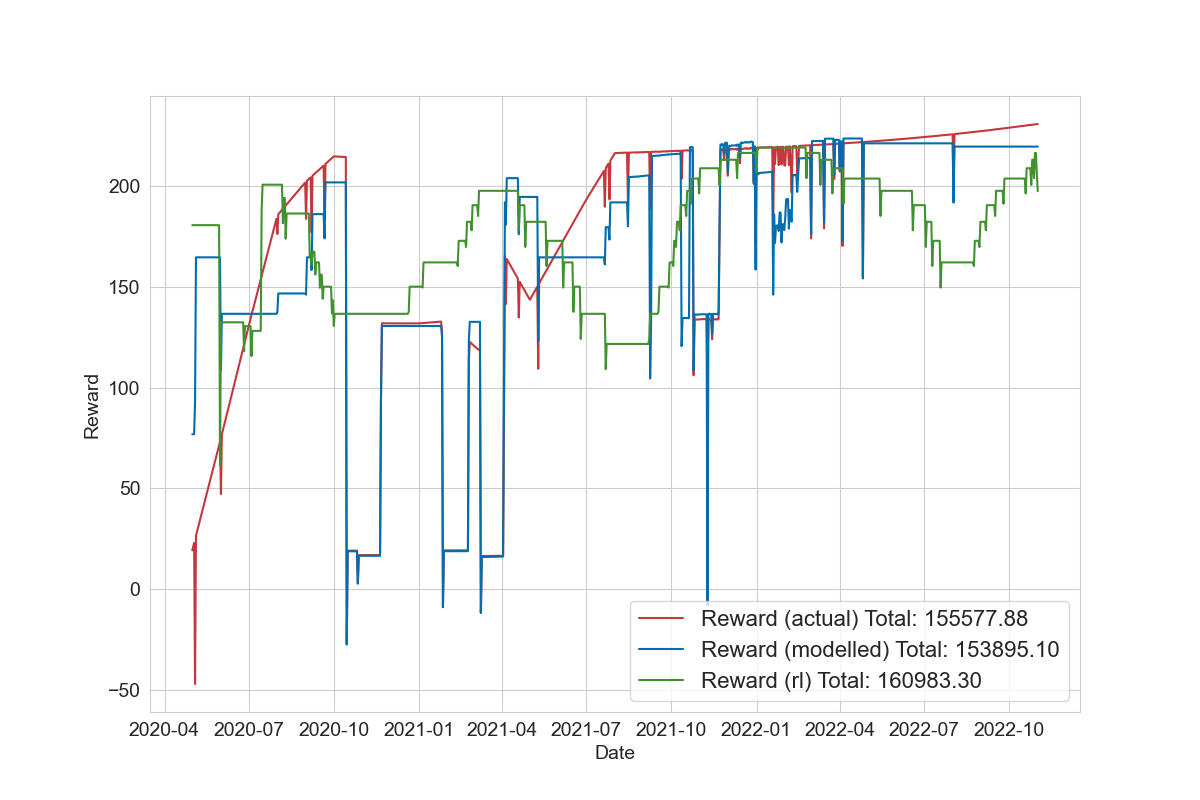 200
150
100
50
0
−50
Reward
2020-04 2020-07 2020-10 2021-01 2021-04 2021-07 2021-10 2022-01 2022-04 2022-07 2022-10
Date
Reward (actual) Total: 155577.88
Reward (modelled) Total: 153895.10
Reward (rl) Total: 160983.30